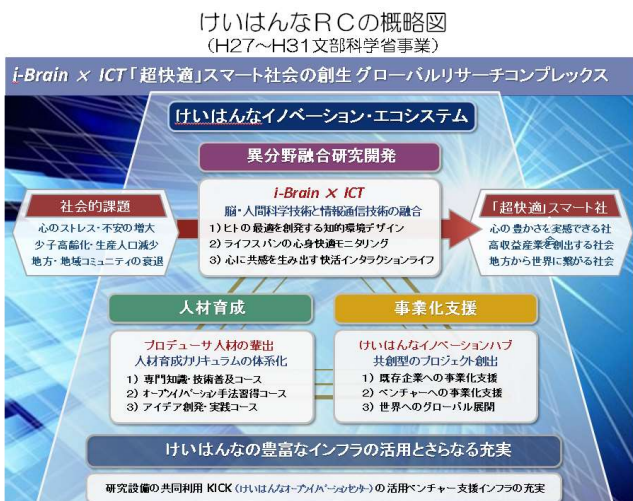 けいはんなRCの概略図
(H27～H31文部科学省事業)
i-Brain × ICT「超快適」スマート社会の創生 グローバルリサーチコンプレックス
けいはんなイノベーション・エコシステム
異分野融合研究開発
i-Brain × ICT
脳・人間科学技術と情報通信技術の融合
1)ヒトの最適を創発する知的環境デザイン
2)ライフスパンの心身快適モニタリング
3)心に共感を生み出す快活インタラクションライフ
社会的課題
心のストレス・不安の増大
少子高齢化・生産人口減少
地方・地域コミュニティの衰退
「超快適」スマート社
会
心の豊かさを実感できる社
高収益産業を創出する社会
地方から世界に繋がる社会
人材育成
プロデューサ人材の輩出
人材育成カリキュラムの体系化
1) 専門知識・技術普及コース
2) オープンイノベーション手法習得コース
3) アイデア創発・実践コース
事業化支援
けいはんなイノベーションハブ
共創型のプロジェクト創出
1) 既存企業への事業化支援
2) ベンチャーへの事業化支援
3) 世界へのグローバル展開
けいはんなの豊富なインフラの活用とさらなる充実
研究設備の共同利用 KICK (けいはんなオープンイノベーションセンター) の活用ベンチャー支援インフラの充実